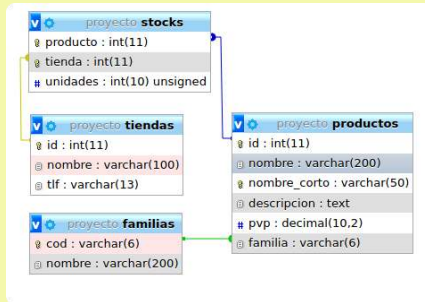 proyecto stocks
producto : int(11)
tienda : int(11)
# unidades : int(10) unsigned
proyecto tiendas
id : int(11)
nombre : varchar(100)
tlf : varchar(13)
proyecto familias
cod : varchar(6)
nombre : varchar(200)
proyecto productos
id : int(11)
nombre : varchar(200)
nombre_corto : varchar(50)
descripcion : text
# pvp : decimal(10,2)
familia : varchar(6)